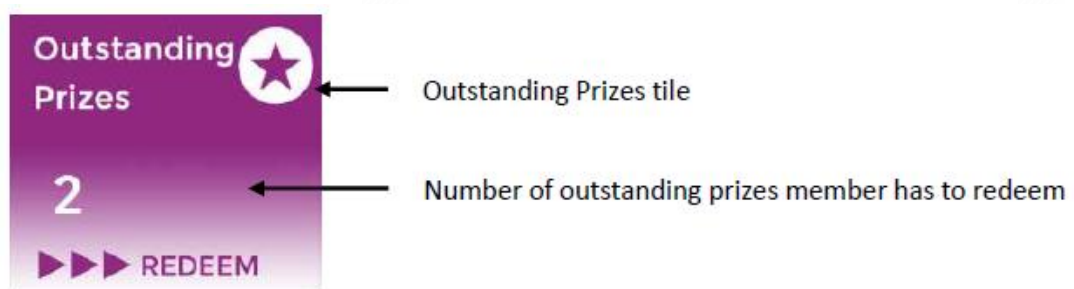 Outstanding
Prizes
Outstanding Prizes tile
2
Number of outstanding prizes member has to redeem
REDEEM